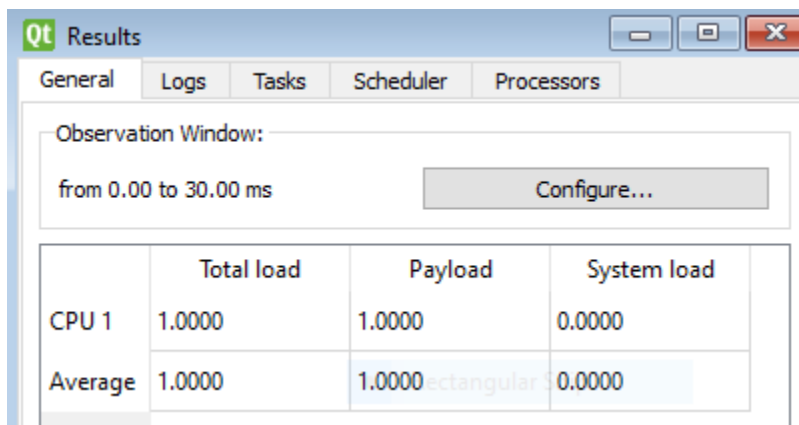 Qt Results
General Logs Tasks Scheduler Processors
Observation Window:
from 0.00 to 30.00 ms Configure...
Total load Payload System load
CPU 1 1.0000 1.0000 0.0000
Average 1.0000 1.0000 0.0000